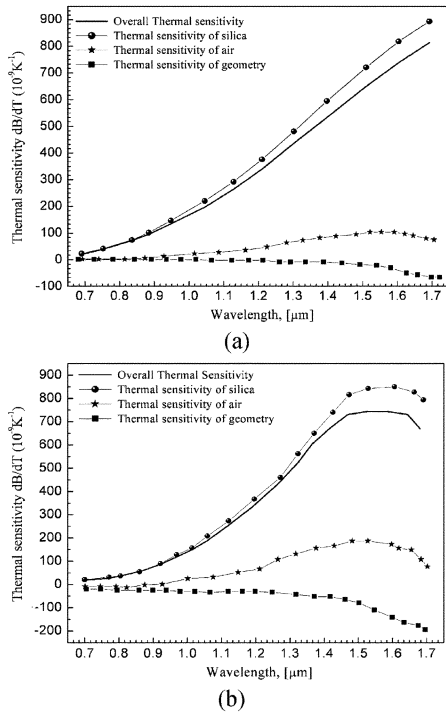 900
800
700
600
500
400
300
200
100
0
-100
Thermal sensitivity dB/dT (10⁻⁹K⁻¹)
Overall Thermal sensitivity
Thermal sensitivity of silica
Thermal sensitivity of air
Thermal sensitivity of geometry
0.7 0.8 0.9 1.0 1.1 1.2 1.3 1.4 1.5 1.6 1.7
Wavelength, [μm]
(a)
900
800
700
600
500
400
300
200
100
0
-100
-200
Thermal sensitivity dB/dT (10⁻⁹K⁻¹)
Overall Thermal Sensitivity
Thermal sensitivity of silica
Thermal sensitivity of air
Thermal sensitivity of geometry
0.7 0.8 0.9 1.0 1.1 1.2 1.3 1.4 1.5 1.6 1.7
Wavelength, [μm]
(b)